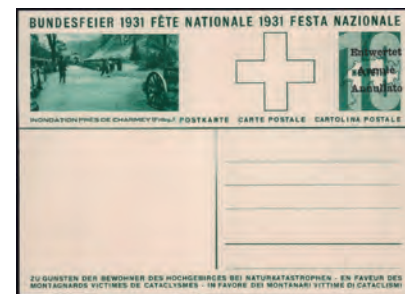 BUNDESFEIER 1931 FÊTE NATIONALE 1931 FESTA NAZIONALE
10
Entwertet
Annulé
Annullato
INONDATION PRÈS DE CHARMEY (Fribg.) POSTKARTE CARTE POSTALE CARTOLINA POSTALE
ZU GUNSTEN DER BEWOHNER DES HOCHGEBIRGES BEI NATURKATASTROPHEN - EN FAVEUR DES
MONTAGNARDS VICTIMES DE CATACLYSMES - IN FAVORE DEI MONTANARI VITTIME DI CATACLISMI